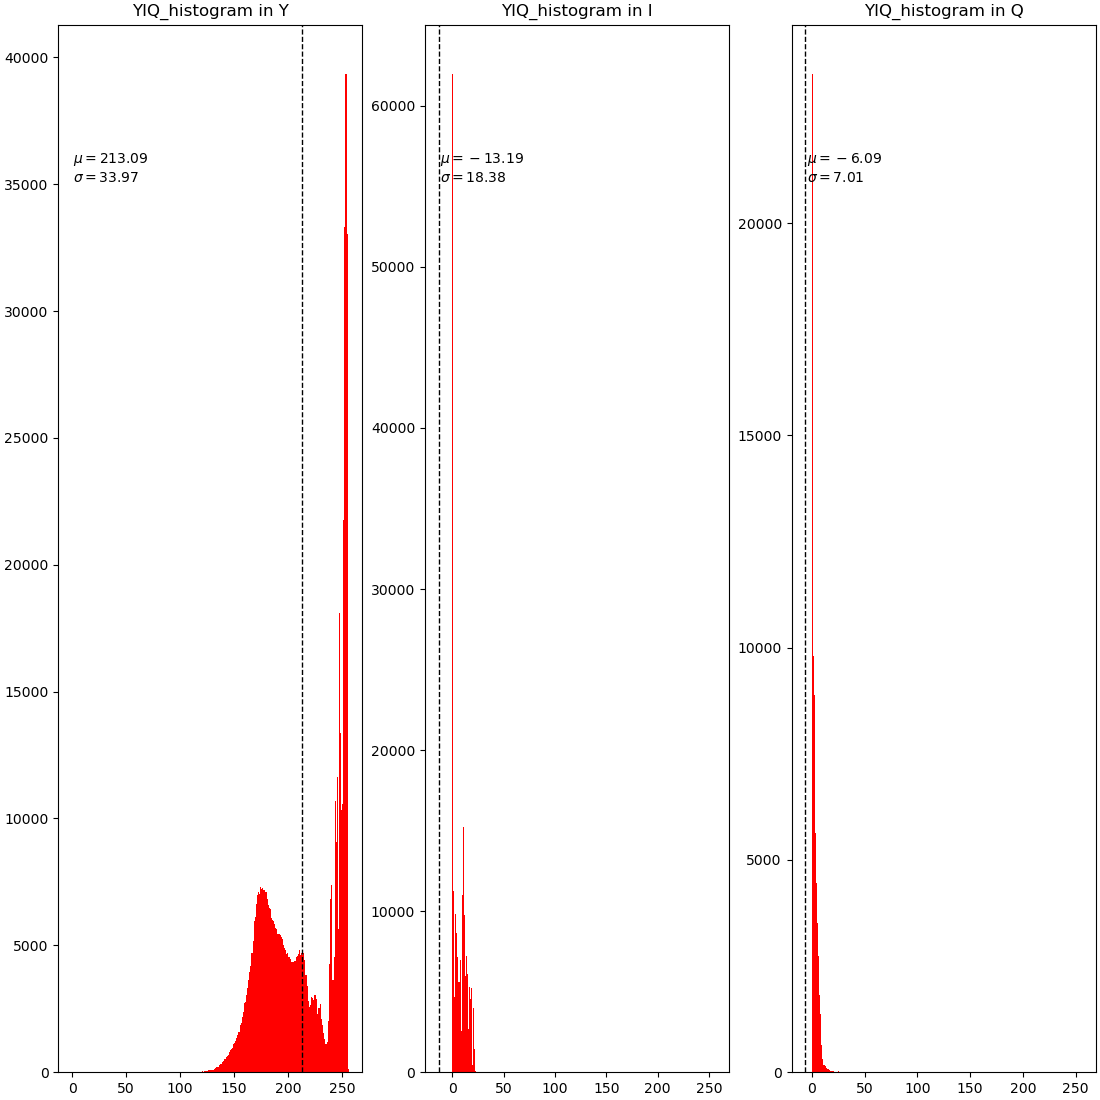 YIQ_histogram in Y
40000
35000
30000
25000
20000
15000
10000
5000
0
μ = 213.09
σ = 33.97
0 50 100 150 200 250
YIQ_histogram in I
60000
50000
40000
30000
20000
10000
0
μ = −13.19
σ = 18.38
0 50 100 150 200 250
YIQ_histogram in Q
20000
15000
10000
5000
0
μ = −6.09
σ = 7.01
0 50 100 150 200 250